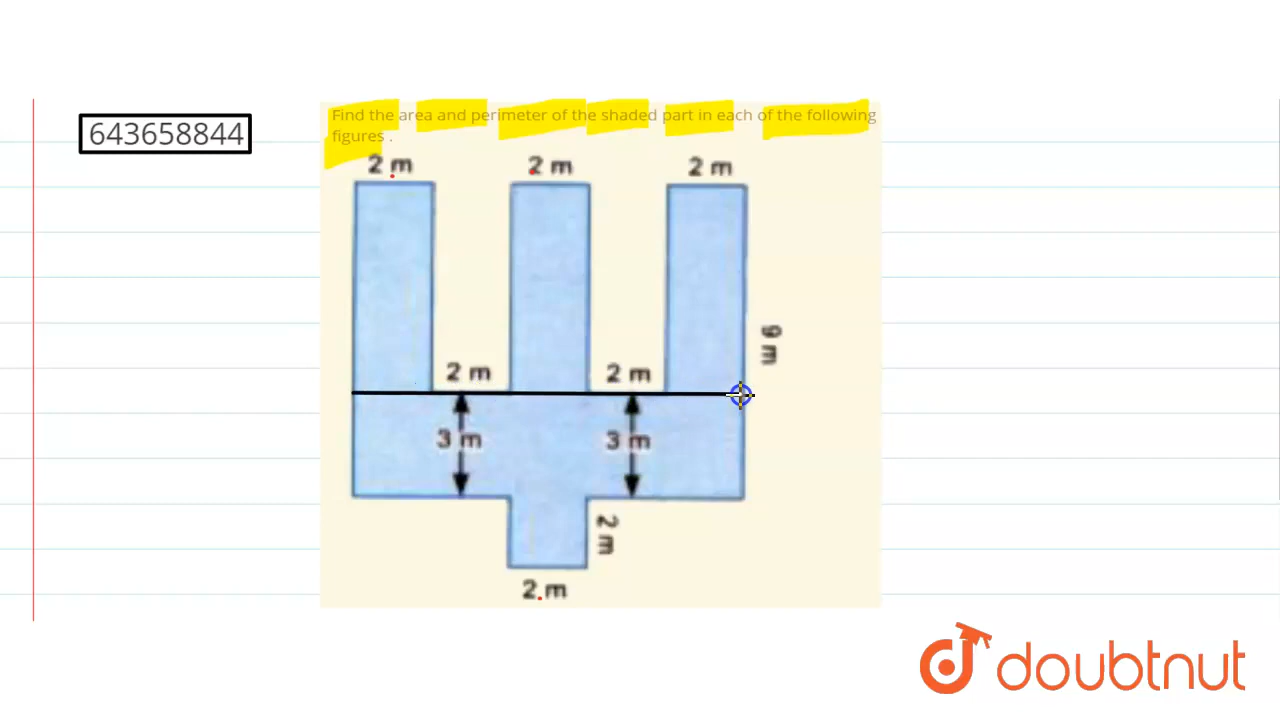 643658844
Find the area and perimeter of the shaded part in each of the following
figures .
2 m 2 m 2 m
9 m
2 m 2 m
3 m 3 m
2 m
2 m
doubtnut